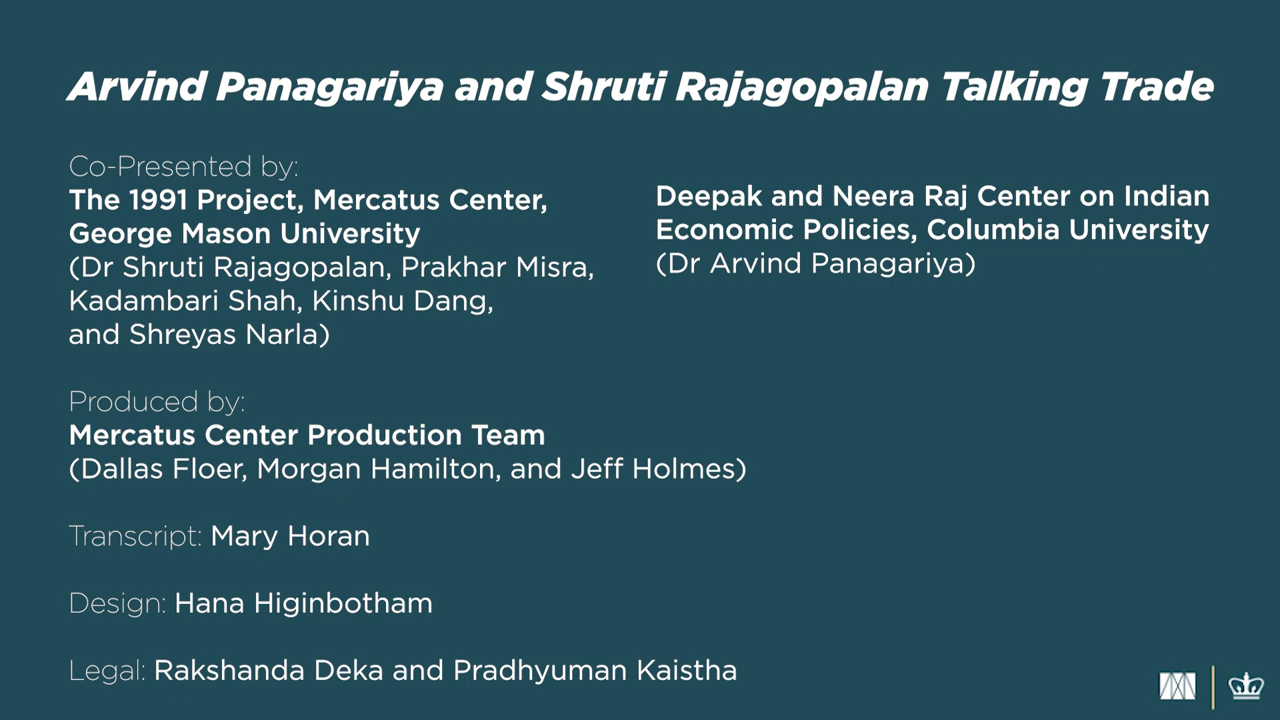 Arvind Panagariya and Shruti Rajagopalan Talking Trade
Co-Presented by:
The 1991 Project, Mercatus Center,
George Mason University
(Dr Shruti Rajagopalan, Prakhar Misra,
Kadambari Shah, Kinshu Dang,
and Shreyas Narla)
Deepak and Neera Raj Center on Indian
Economic Policies, Columbia University
(Dr Arvind Panagariya)
Produced by:
Mercatus Center Production Team
(Dallas Floer, Morgan Hamilton, and Jeff Holmes)
Transcript: Mary Horan
Design: Hana Higinbotham
Legal: Rakshanda Deka and Pradhyuman Kaistha